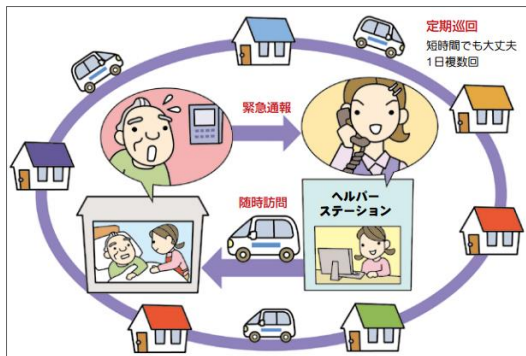 定期巡回
短時間でも大丈夫
1日複数回
緊急通報
随時訪問
ヘルパー
ステーション